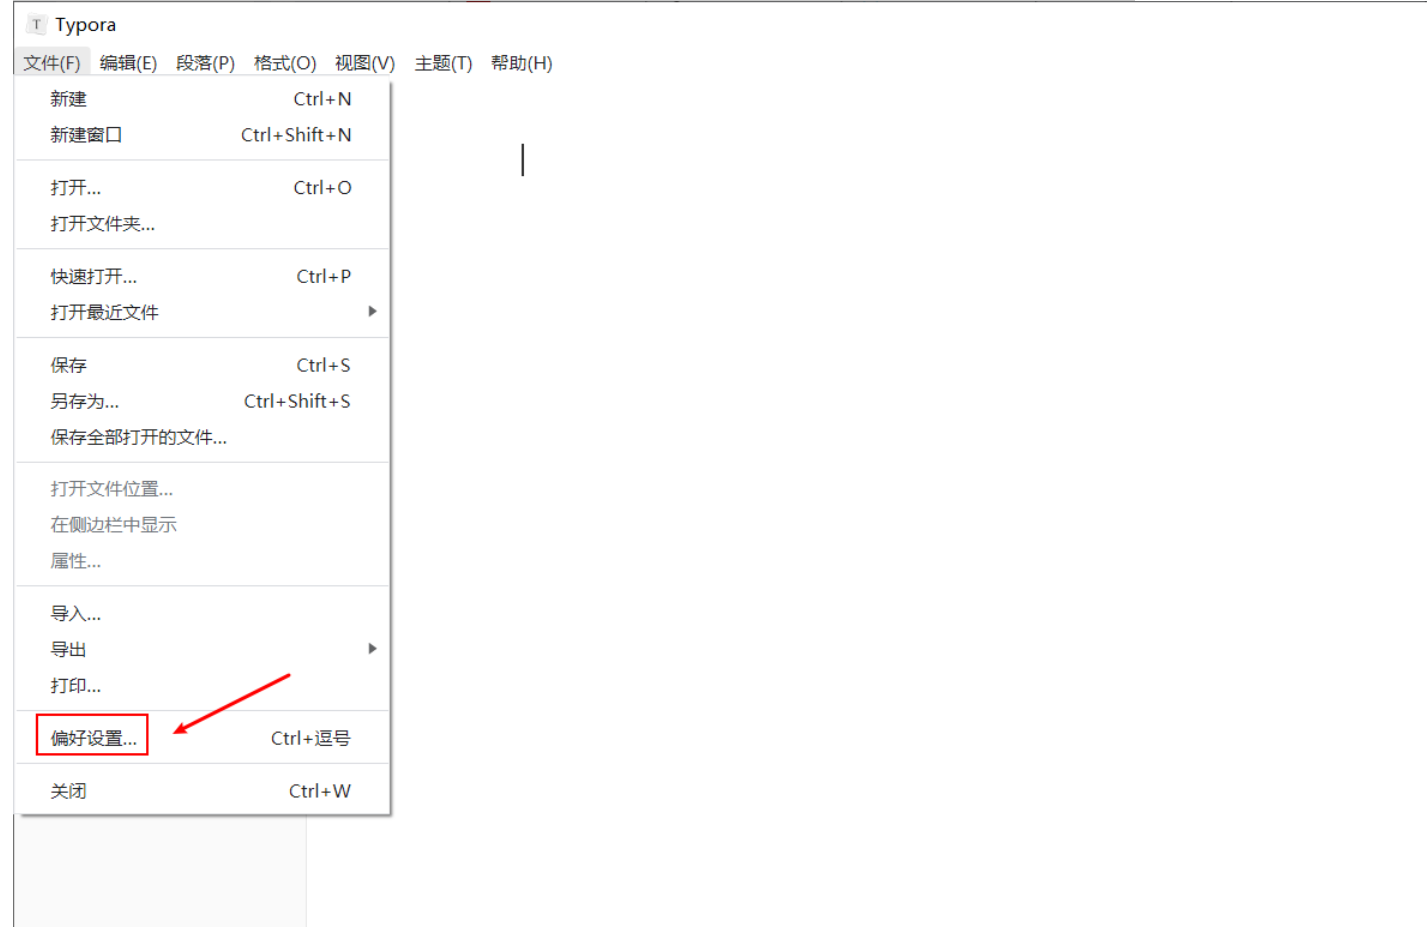 T Typora
文件(F) 编辑(E) 段落(P) 格式(O) 视图(V) 主题(T) 帮助(H)
新建 Ctrl+N
新建窗口 Ctrl+Shift+N
打开... Ctrl+O
打开文件夹...
快速打开... Ctrl+P
打开最近文件
保存 Ctrl+S
另存为... Ctrl+Shift+S
保存全部打开的文件...
打开文件位置...
在侧边栏中显示
属性...
导入...
导出
打印...
偏好设置... Ctrl+逗号
关闭 Ctrl+W